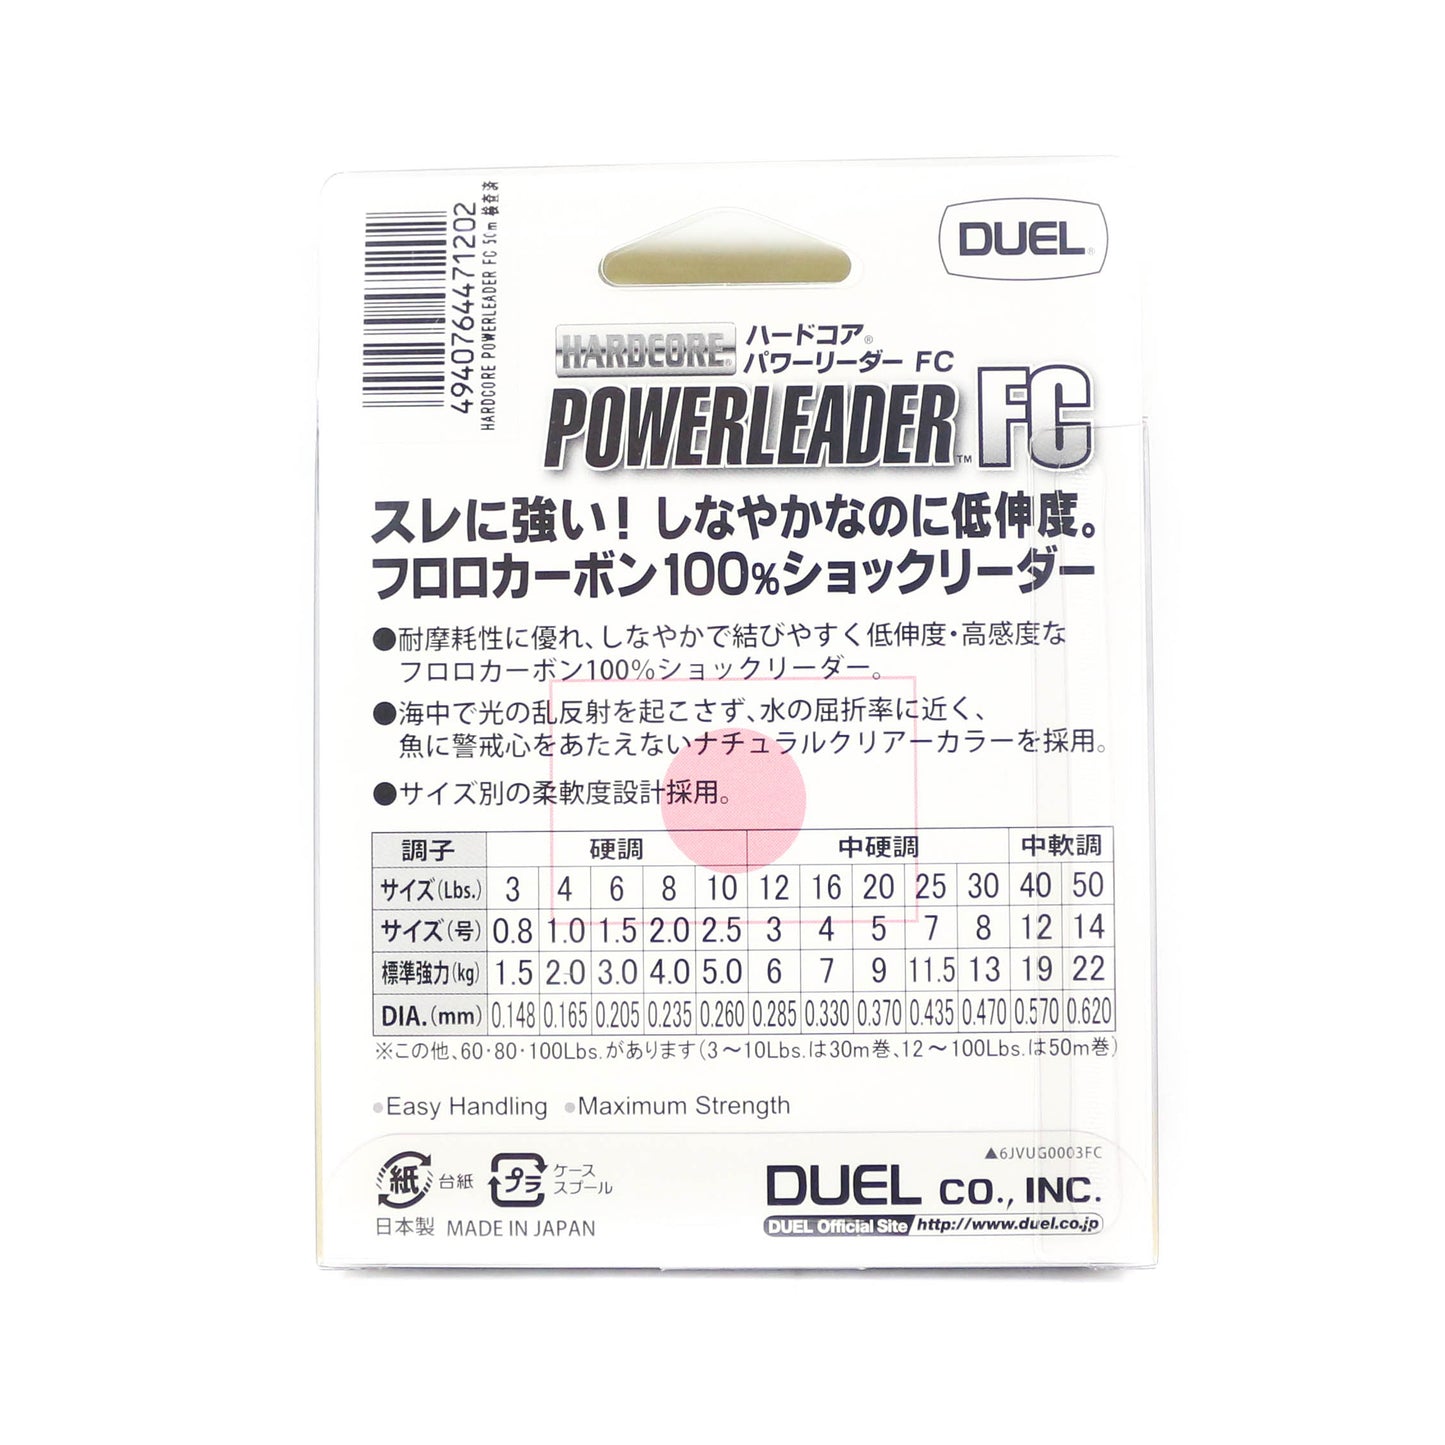 4940764471202
HARDCORE POWERLEADER FC 50m 検査済
DUEL®
HARDCORE®
ハードコア®
パワーリーダー FC
POWERLEADER™ FC
スレに強い！しなやかなのに低伸度。
フロロカーボン100%ショックリーダー
●耐摩耗性に優れ、しなやかで結びやすく低伸度・高感度な
フロロカーボン100%ショックリーダー。
●海中で光の乱反射を起こさず、水の屈折率に近く、
魚に警戒心をあたえないナチュラルクリアーカラーを採用。
●サイズ別の柔軟度設計採用。
調子 硬調 中硬調 中軟調
サイズ(Lbs.) 3 4 6 8 10 12 16 20 25 30 40 50
サイズ(号) 0.8 1.0 1.5 2.0 2.5 3 4 5 7 8 12 14
標準強力(kg) 1.5 2.0 3.0 4.0 5.0 6 7 9 11.5 13 19 22
DIA.(mm) 0.148 0.165 0.205 0.235 0.260 0.285 0.330 0.370 0.435 0.470 0.570 0.620
※この他、60・80・100Lbs.があります(3～10Lbs.は30m巻、12～100Lbs.は50m巻)
●Easy Handling ●Maximum Strength
▲6JVUG0003FC
紙 台紙 プラ ケース
スプール
DUEL CO., INC.
日本製 MADE IN JAPAN
DUEL Official Site http://www.duel.co.jp